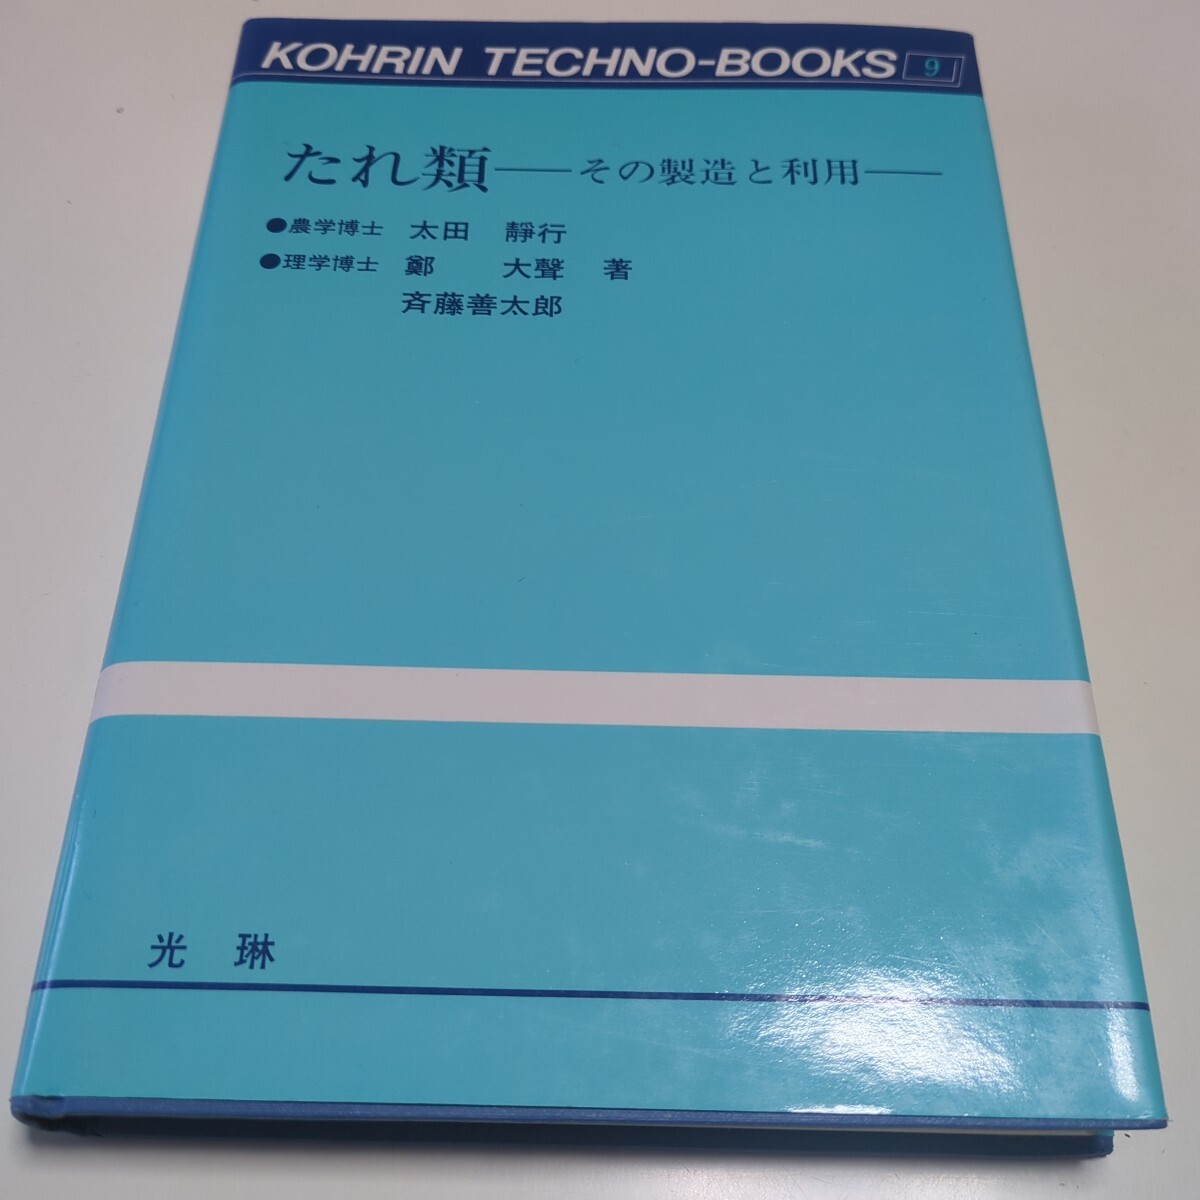 KOHRIN TECHNO-BOOKS 9
たれ類——その製造と利用——
●農学博士 太田 靜行
●理学博士 鄭 大聲 著
斉藤善太郎
光 琳